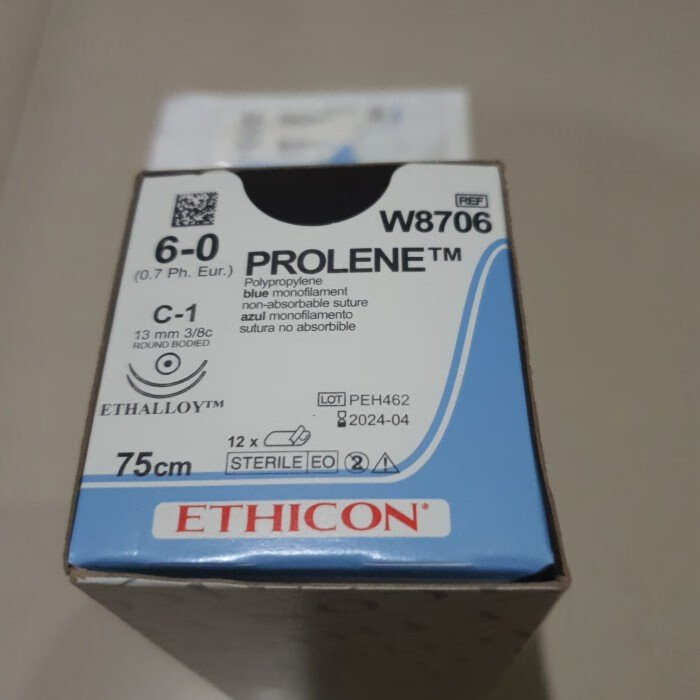 REF
W8706
6-0
(0.7 Ph. Eur.)
PROLENE™
Polypropylene
blue monofilament
non-absorbable suture
azul monofilamento
sutura no absorbible
C-1
13 mm 3/8c
ROUND BODIED
ETHALLOY™
LOT PEH462
2024-04
12 x
75cm
STERILE EO 2
ETHICON*